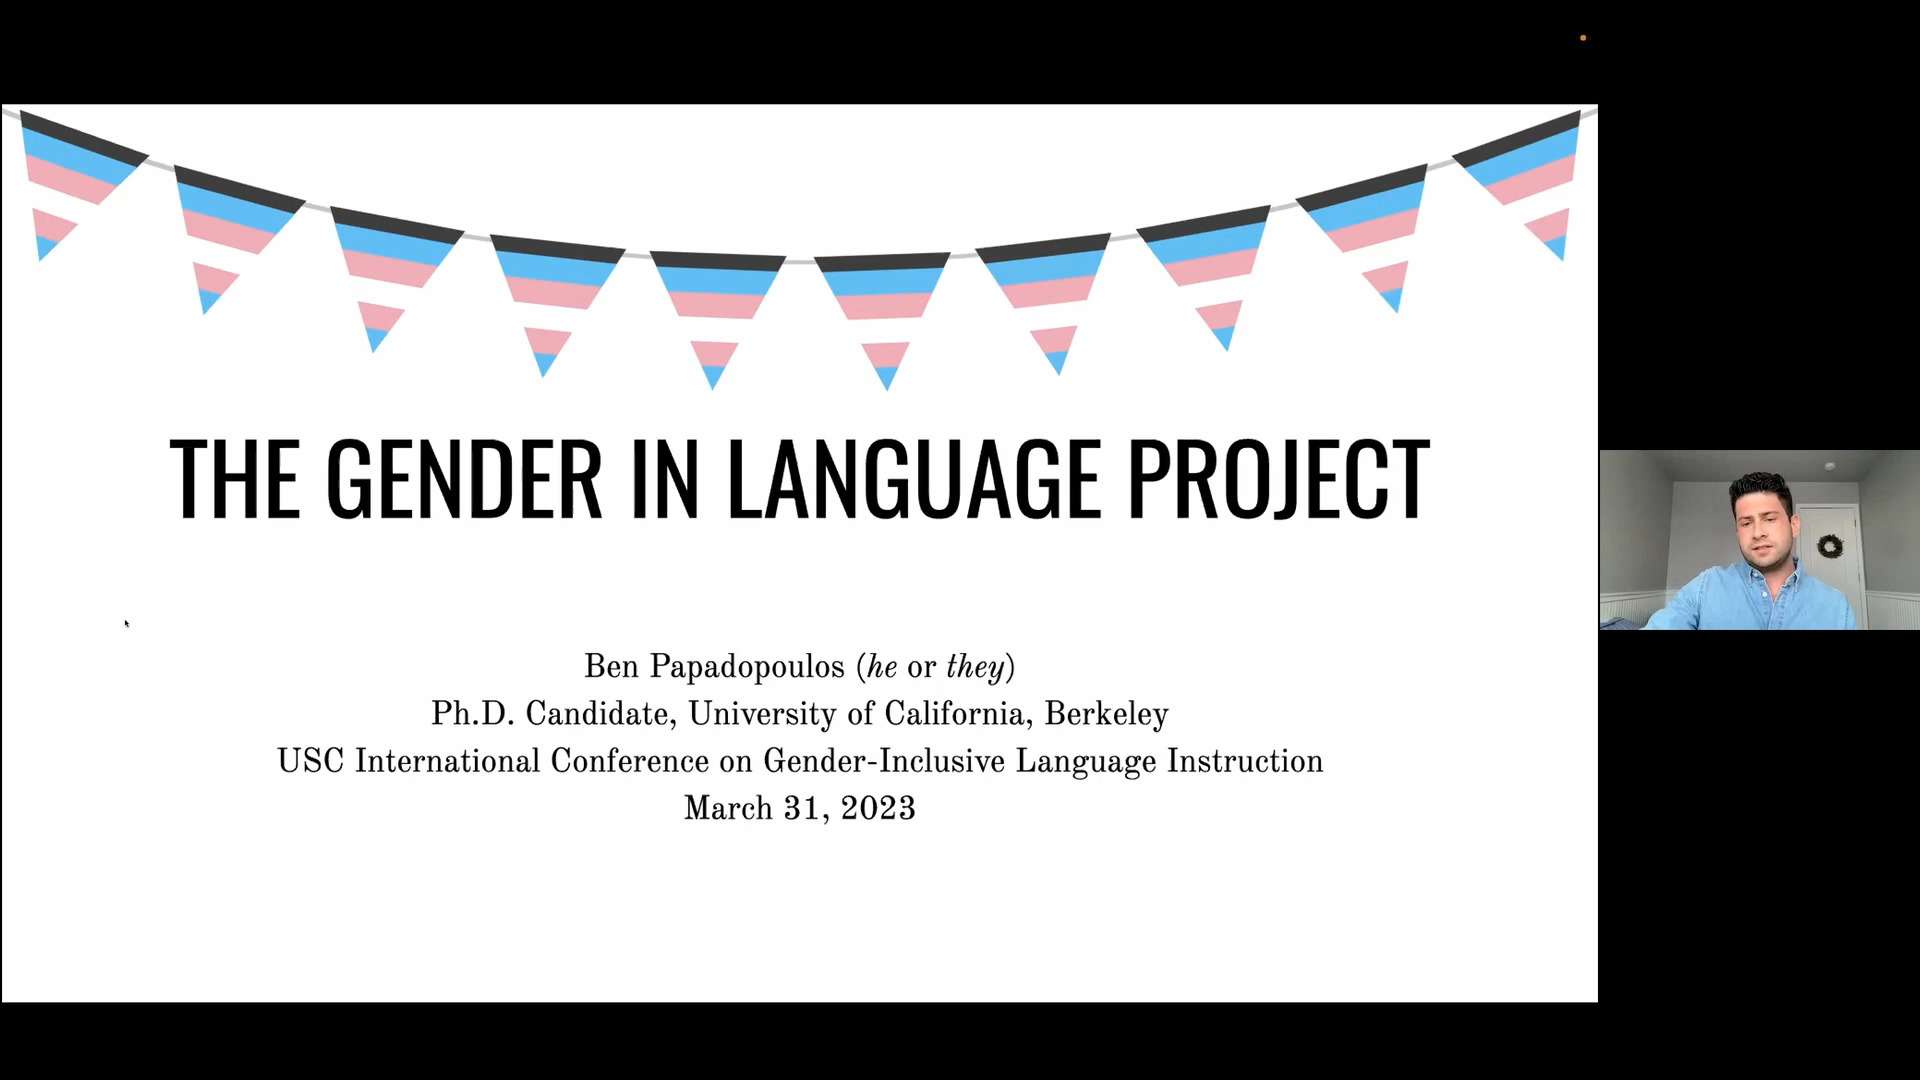 THE GENDER IN LANGUAGE PROJECT
Ben Papadopoulos (he or they)
Ph.D. Candidate, University of California, Berkeley
USC International Conference on Gender-Inclusive Language Instruction
March 31, 2023